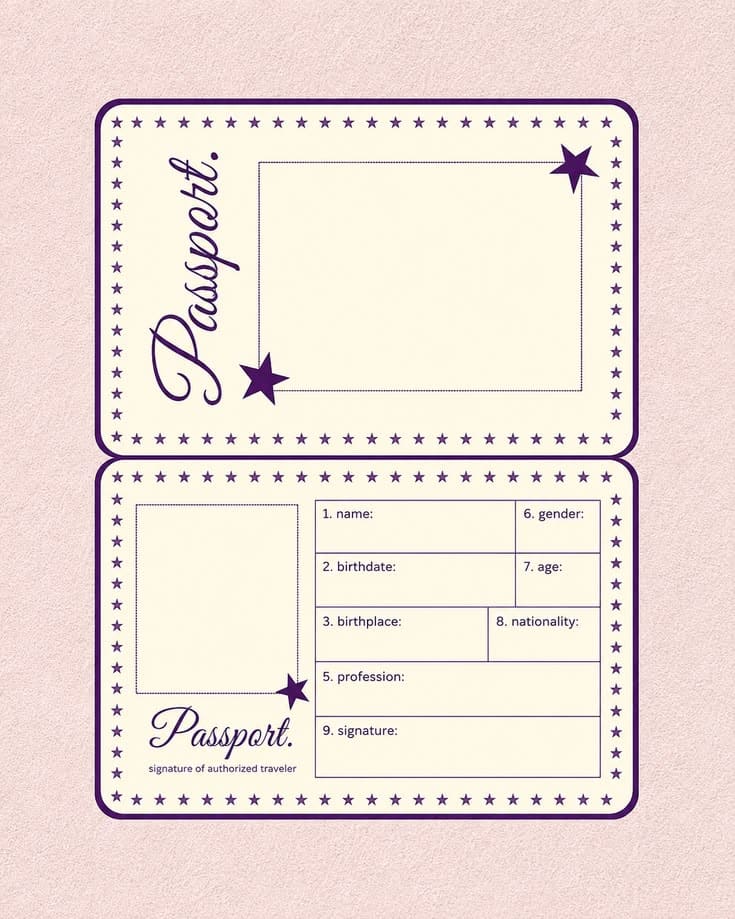 Passport.
1. name:
6. gender:
2. birthdate:
7. age:
3. birthplace:
8. nationality:
5. profession:
9. signature:
Passport.
signature of authorized traveler